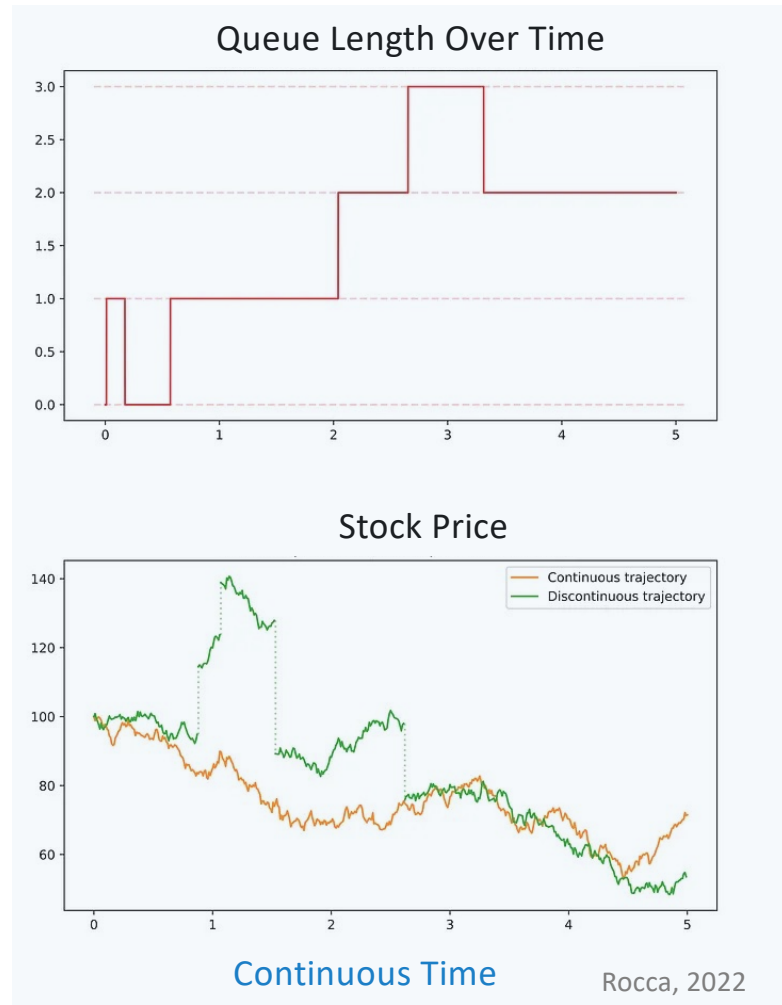 Queue Length Over Time
3.0
2.5
2.0
1.5
1.0
0.5
0.0
0 1 2 3 4 5
Stock Price
Continuous trajectory
Discontinuous trajectory
140
120
100
80
60
0 1 2 3 4 5
Continuous Time
Rocca, 2022